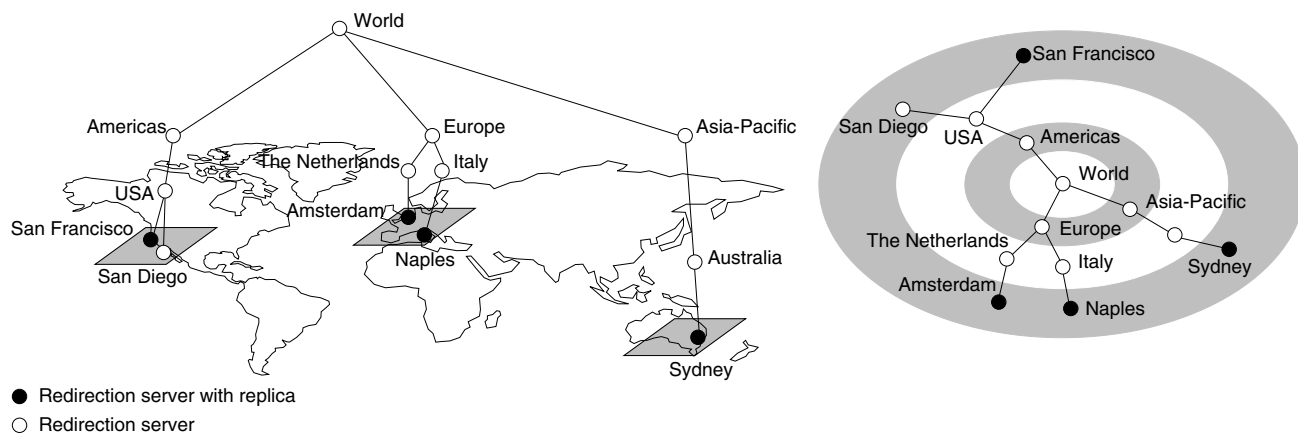 World
Americas
Europe
Asia-Pacific
The Netherlands
Italy
USA
Amsterdam
San Francisco
Naples
San Diego
Australia
Sydney
Redirection server with replica
Redirection server
San Francisco
San Diego
USA
Americas
World
Asia-Pacific
Europe
The Netherlands
Italy
Sydney
Amsterdam
Naples